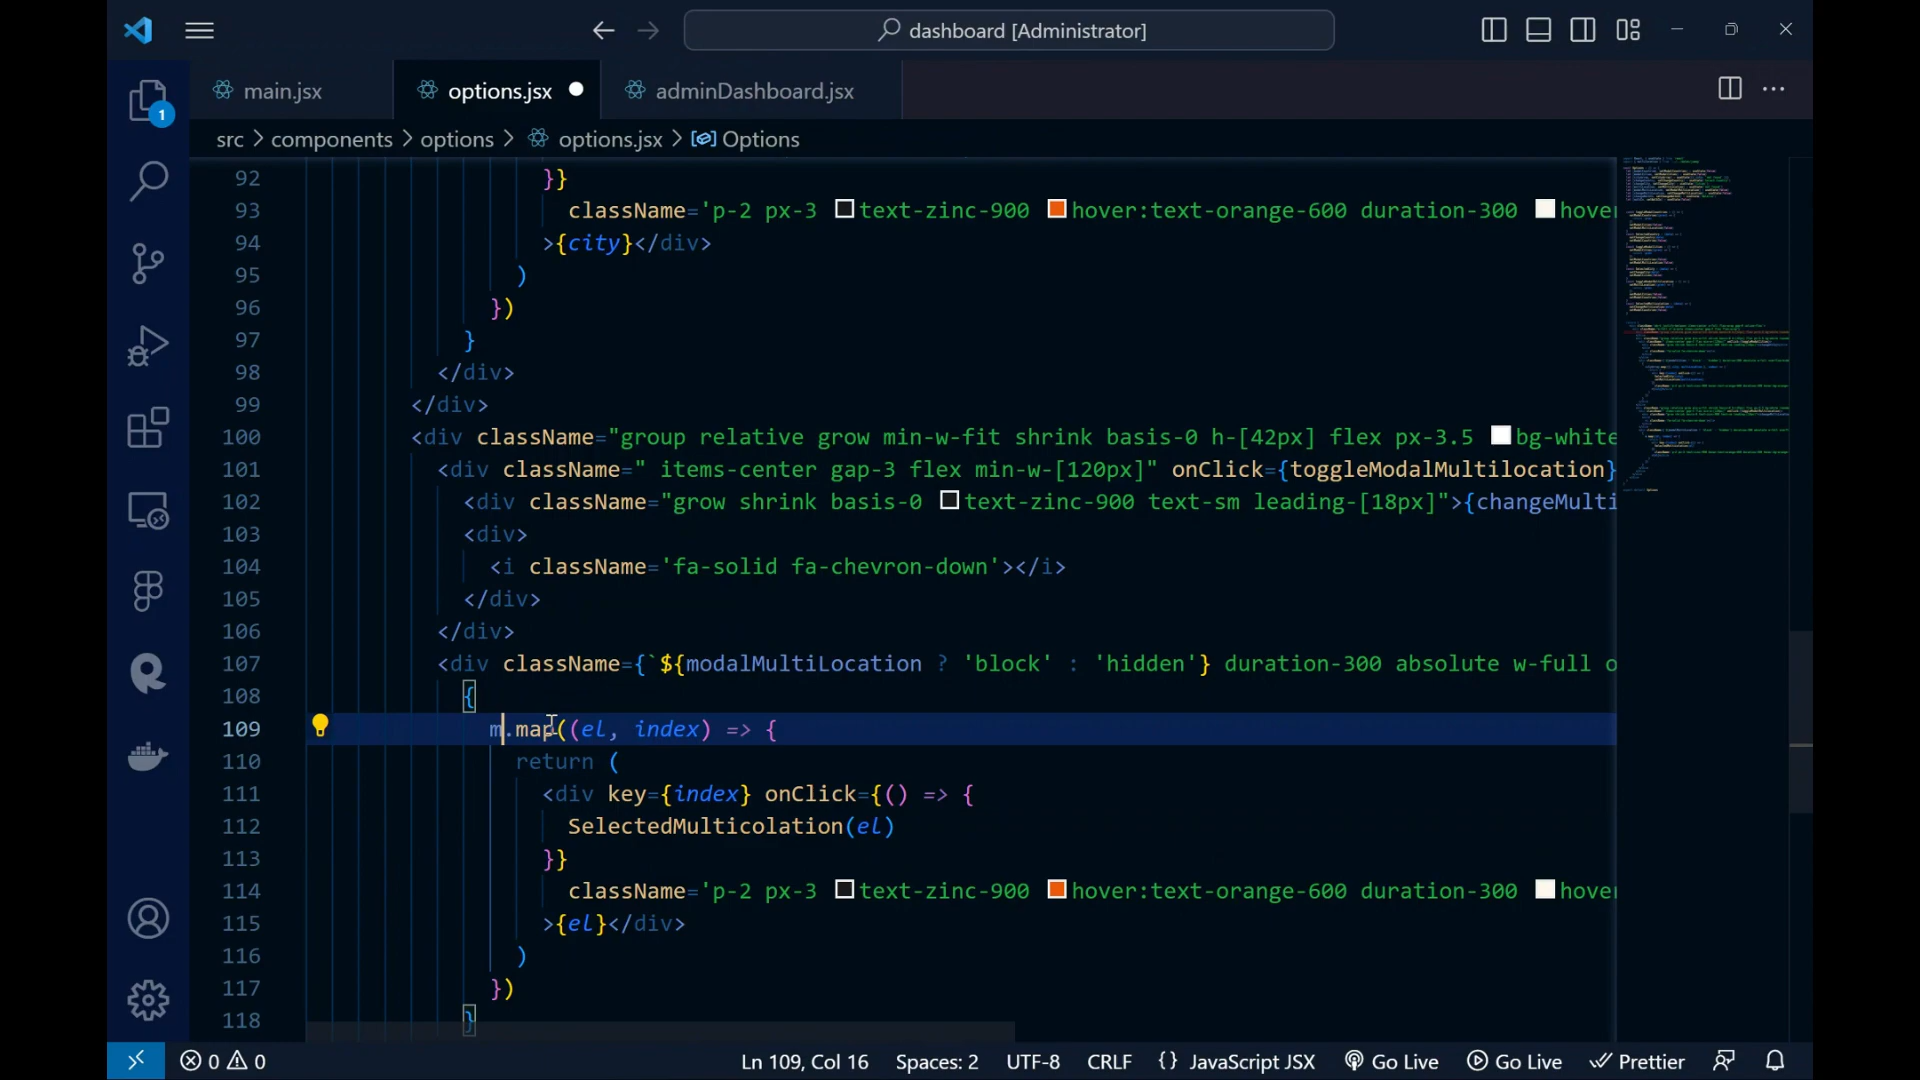 dashboard [Administrator]
main.jsx
options.jsx
adminDashboard.jsx
src > components > options > options.jsx > Options
1
92 }}
93 className='p-2 px-3 text-zinc-900 hover:text-orange-600 duration-300 hover
94 >{city}</div>
95 )
96 })
97 }
98 </div>
99 </div>
100 <div className="group relative grow min-w-fit shrink basis-0 h-[42px] flex px-3.5 bg-white
101 <div className=" items-center gap-3 flex min-w-[120px]" onClick={toggleModalMultilocation}
102 <div className="grow shrink basis-0 text-zinc-900 text-sm leading-[18px]">{changeMulti
103 <div>
104 <i className='fa-solid fa-chevron-down'></i>
105 </div>
106 </div>
107 <div className={`${modalMultiLocation ? 'block' : 'hidden'} duration-300 absolute w-full o
108 {
109 m.map((el, index) => {
110 return (
111 <div key={index} onClick={() => {
112 SelectedMulticolation(el)
113 }}
114 className='p-2 px-3 text-zinc-900 hover:text-orange-600 duration-300 hover
115 >{el}</div>
116 )
117 })
118 }
0 0 Ln 109, Col 16 Spaces: 2 UTF-8 CRLF {} JavaScript JSX Go Live Go Live Prettier